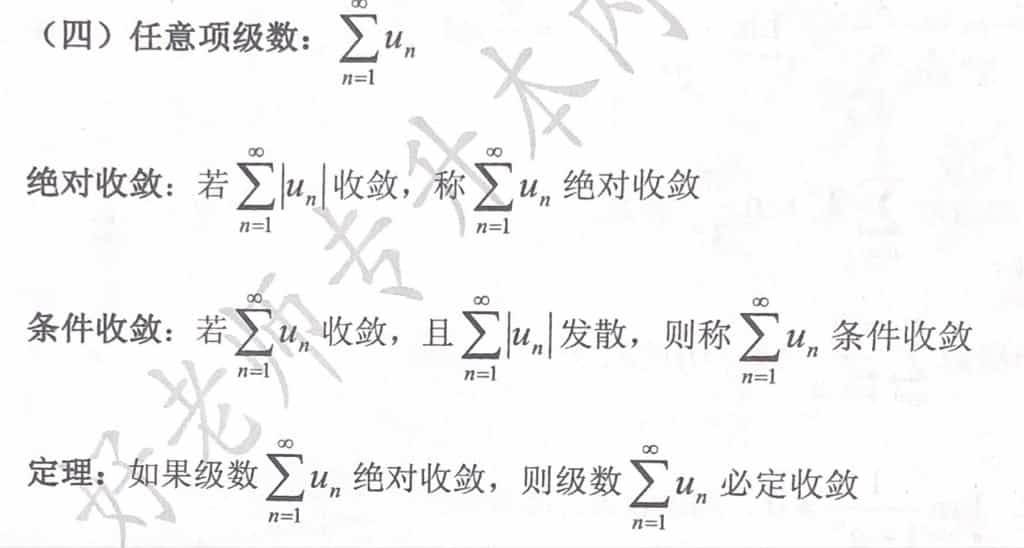 （四）任意项级数：$\sum_{n=1}^{\infty} u_n$
绝对收敛：若 $\sum_{n=1}^{\infty} |u_n|$ 收敛，称 $\sum_{n=1}^{\infty} u_n$ 绝对收敛
条件收敛：若 $\sum_{n=1}^{\infty} u_n$ 收敛，且 $\sum_{n=1}^{\infty} |u_n|$ 发散，则称 $\sum_{n=1}^{\infty} u_n$ 条件收敛
定理：如果级数 $\sum_{n=1}^{\infty} u_n$ 绝对收敛，则级数 $\sum_{n=1}^{\infty} u_n$ 必定收敛
好老师专升本内